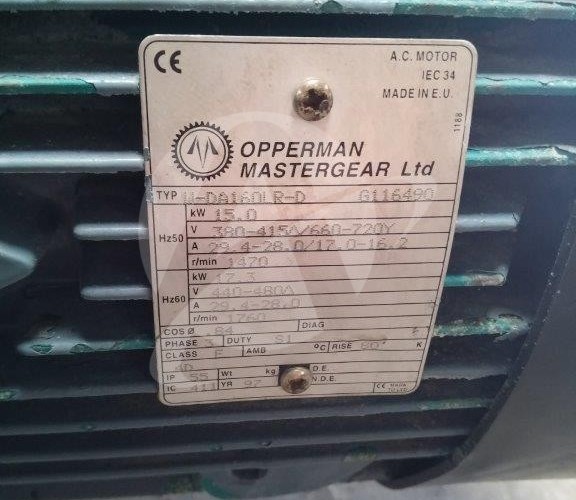 CE
A.C. MOTOR
IEC 34
MADE IN E.U.
1188
OPPERMAN
MASTERGEAR Ltd
TYP W-DA160LR-D G116490
Hz50
kW 15.0
V 380-415Δ/660-720Y
A 29.4-28.0/17.0-16.2
r/min 1470
Hz60
kW 17.3
V 440-480Δ
A 29.4-28.0
r/min 1760
COS Ø .84 DIAG
PHASE 3 DUTY S1
CLASS F AMB °C RISE 80° K
IP 55 Wt kg D.E.
IC 411 YR 97 N.D.E.
CE MARK